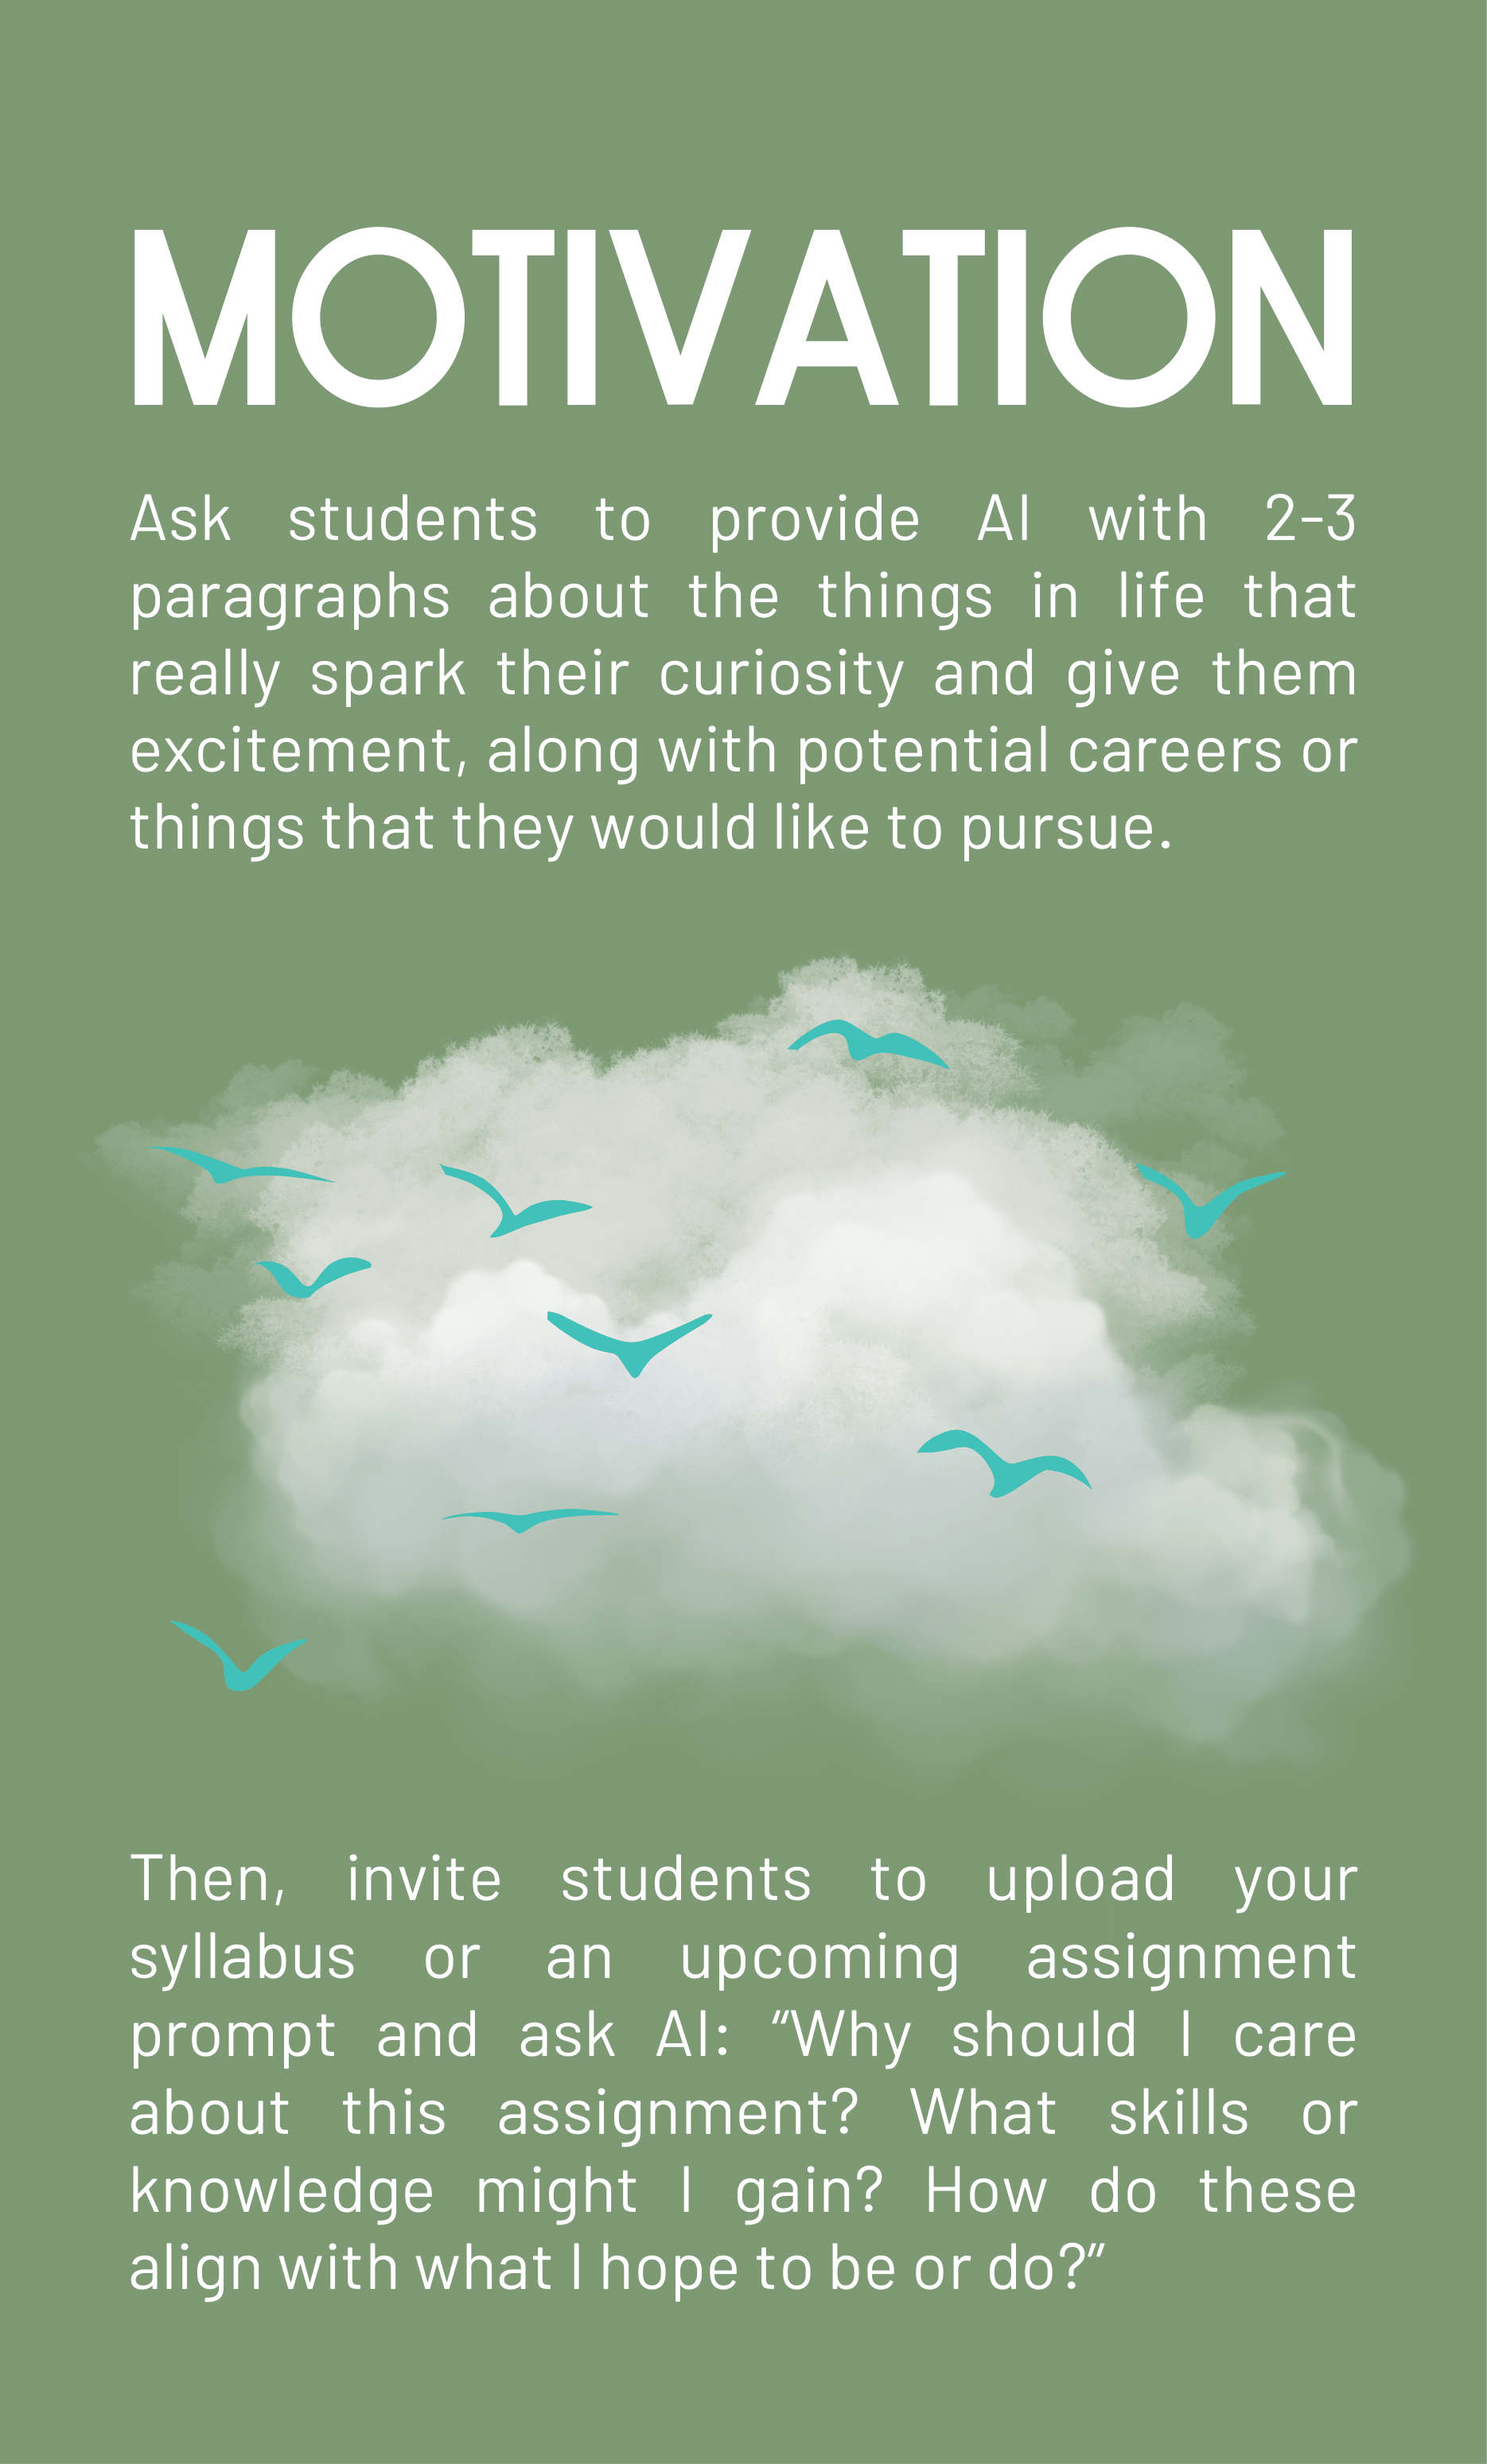 MOTIVATION
Ask students to provide AI with 2-3
paragraphs about the things in life that
really spark their curiosity and give them
excitement, along with potential careers or
things that they would like to pursue.
Then, invite students to upload your
syllabus or an upcoming assignment
prompt and ask AI: “Why should I care
about this assignment? What skills or
knowledge might I gain? How do these
align with what I hope to be or do?”